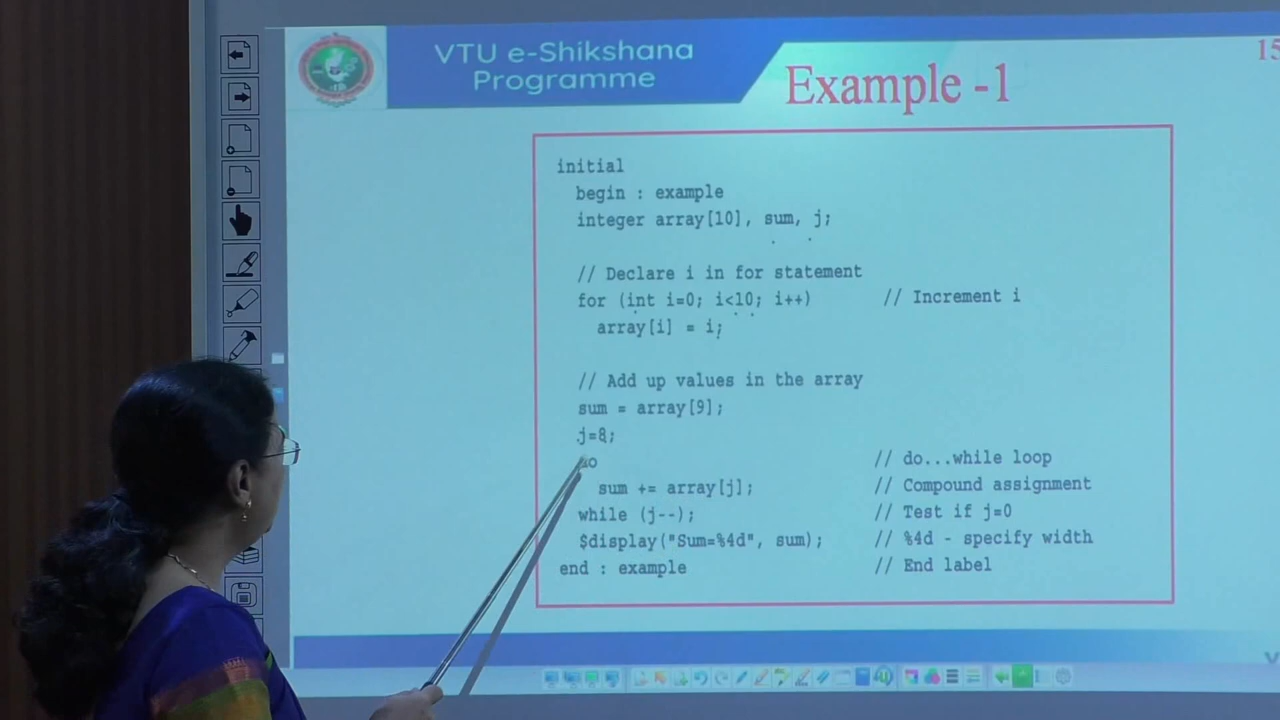 VTU e-Shikshana
Programme
Example -1
15
initial
begin : example
integer array[10], sum, j;
// Declare i in for statement
for (int i=0; i<10; i++) // Increment i
array[i] = i;
// Add up values in the array
sum = array[9];
j=8;
do // do...while loop
sum += array[j]; // Compound assignment
while (j--); // Test if j=0
$display("Sum=%4d", sum); // %4d - specify width
end : example // End label
V